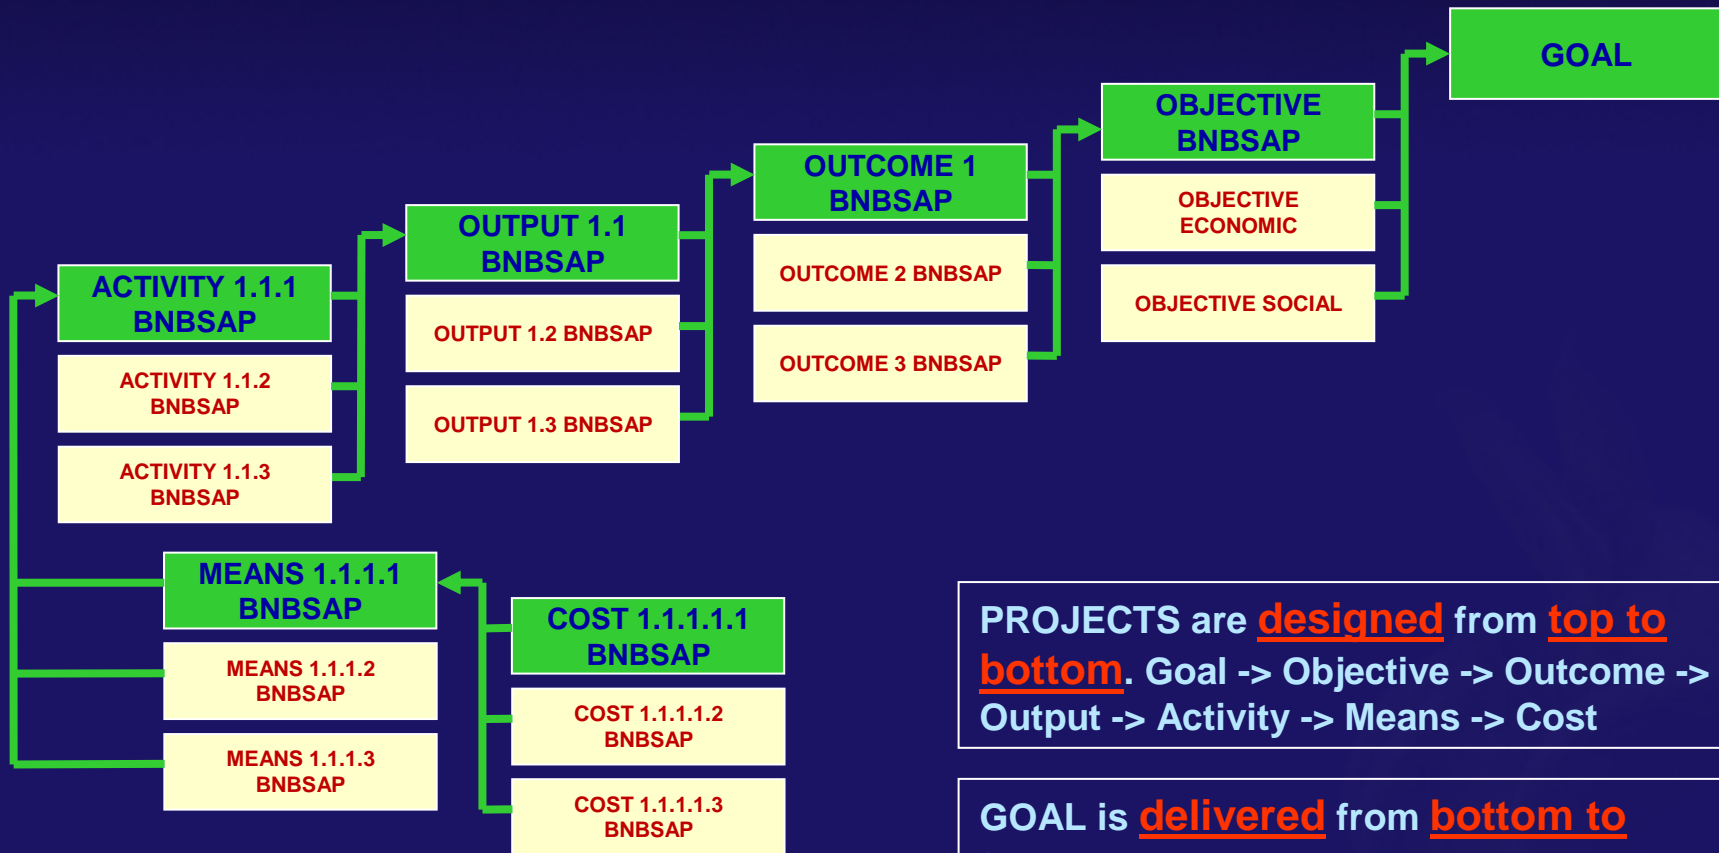 GOAL
OBJECTIVE
BNBSAP
OBJECTIVE
ECONOMIC
OBJECTIVE SOCIAL
OUTCOME 1
BNBSAP
OUTCOME 2 BNBSAP
OUTCOME 3 BNBSAP
OUTPUT 1.1
BNBSAP
OUTPUT 1.2 BNBSAP
OUTPUT 1.3 BNBSAP
ACTIVITY 1.1.1
BNBSAP
ACTIVITY 1.1.2
BNBSAP
ACTIVITY 1.1.3
BNBSAP
MEANS 1.1.1.1
BNBSAP
MEANS 1.1.1.2
BNBSAP
MEANS 1.1.1.3
BNBSAP
COST 1.1.1.1.1
BNBSAP
COST 1.1.1.1.2
BNBSAP
COST 1.1.1.1.3
BNBSAP
PROJECTS are designed from top to
bottom. Goal -> Objective -> Outcome ->
Output -> Activity -> Means -> Cost
GOAL is delivered from bottom to